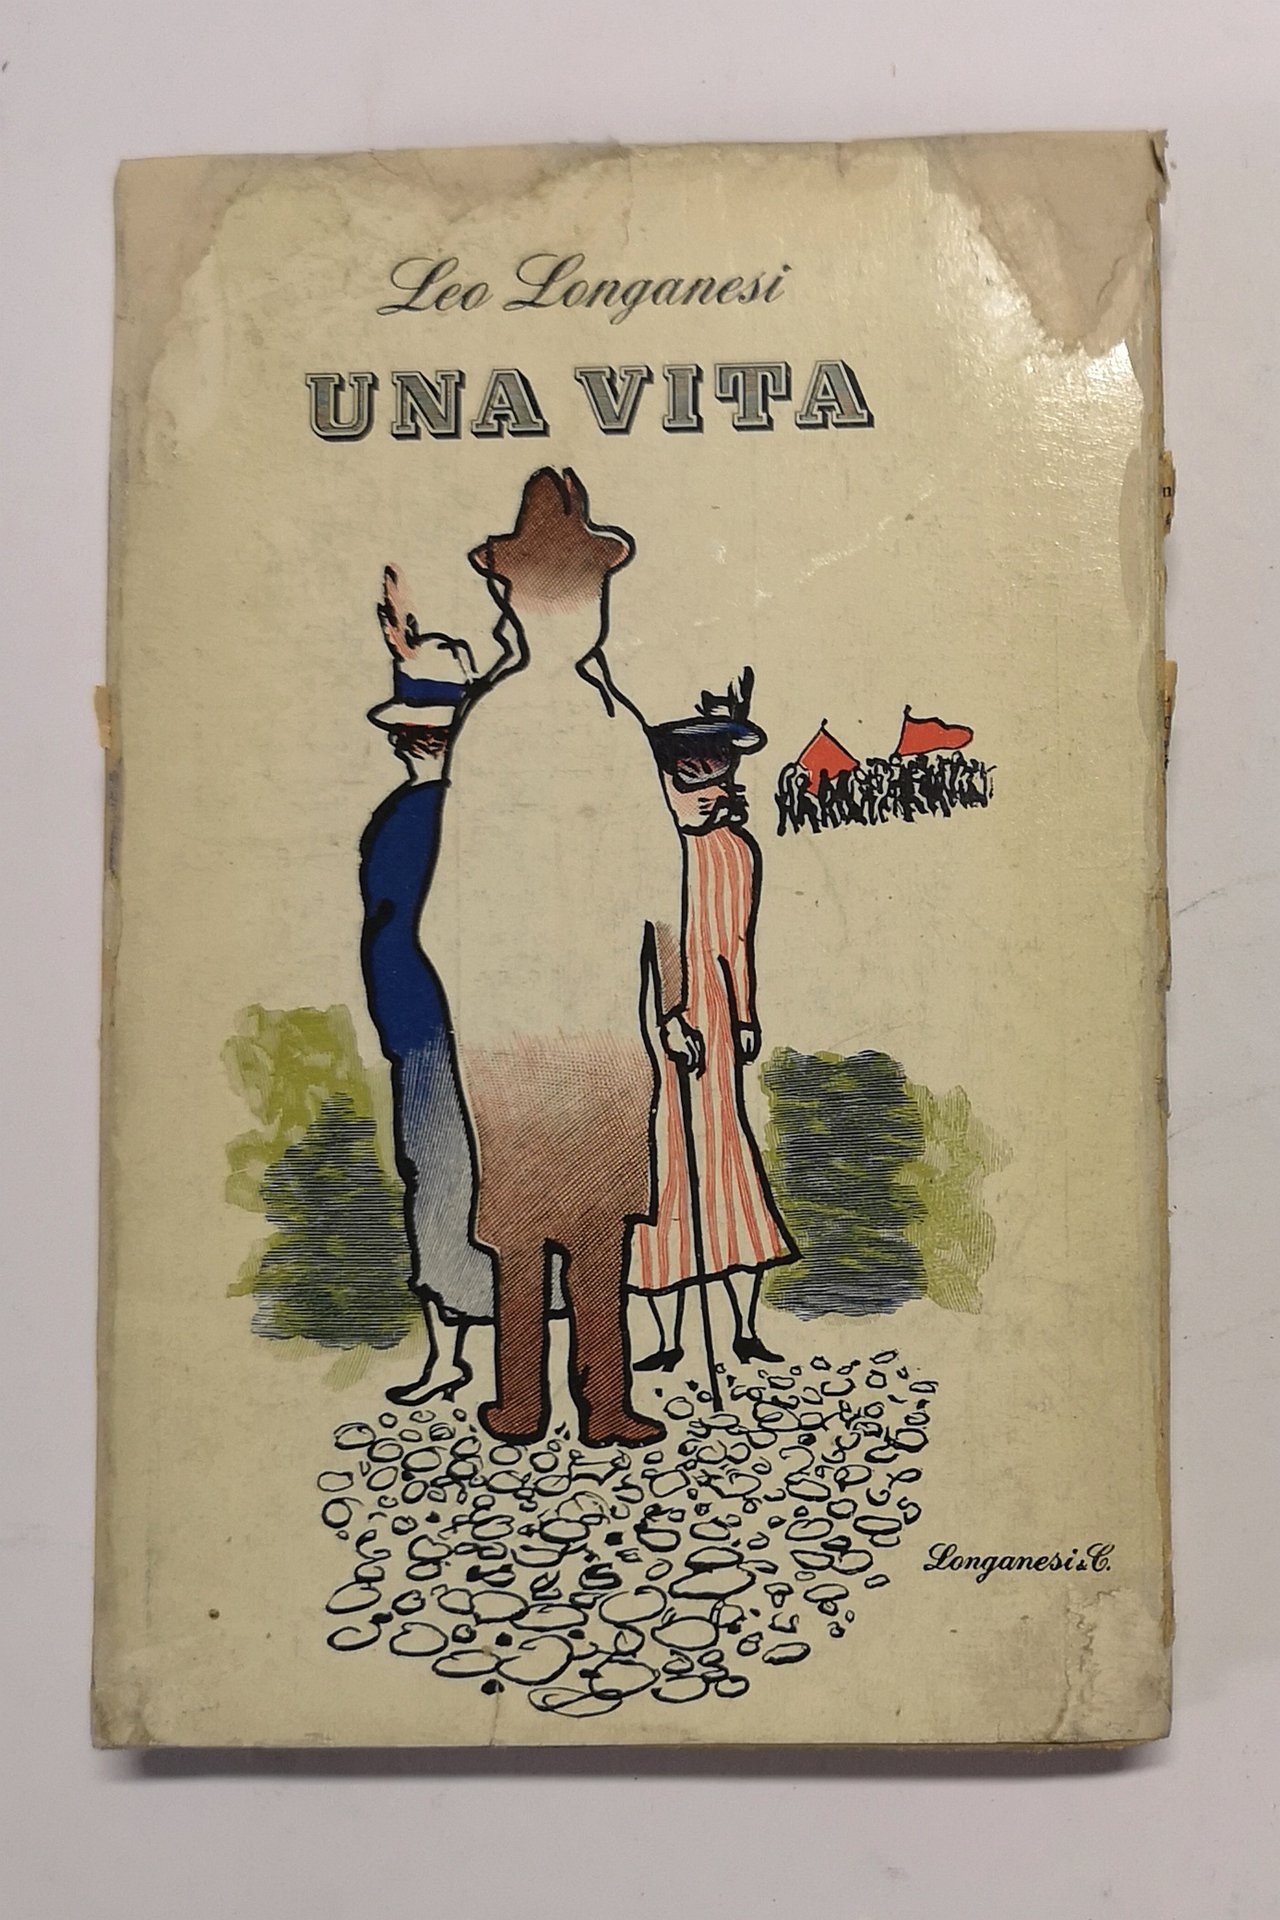 Leo Longanesi
UNA VITA
Longanesi & C.